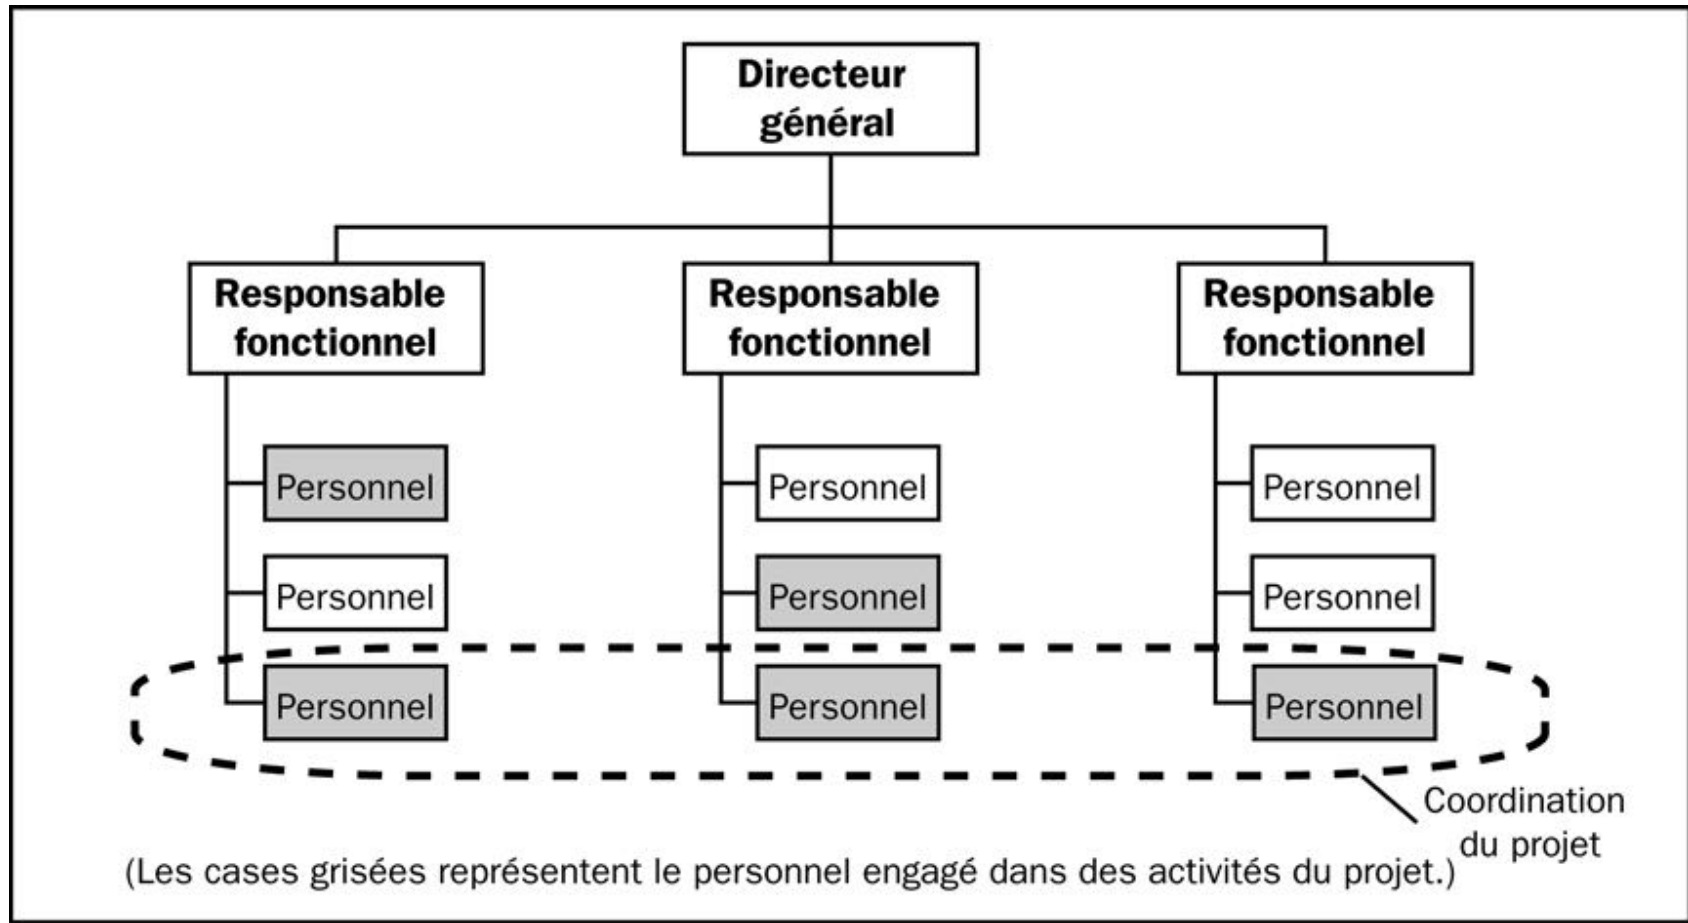 Directeur
général
Responsable
fonctionnel
Responsable
fonctionnel
Responsable
fonctionnel
Personnel
Personnel
Personnel
Personnel
Personnel
Personnel
Personnel
Personnel
Personnel
Coordination
du projet
(Les cases grisées représentent le personnel engagé dans des activités du projet.)